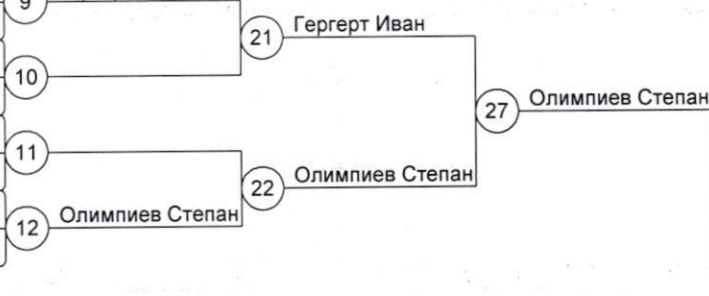 9
21 Гергерт Иван
10
27 Олимпиев Степан
11
22 Олимпиев Степан
12 Олимпиев Степан